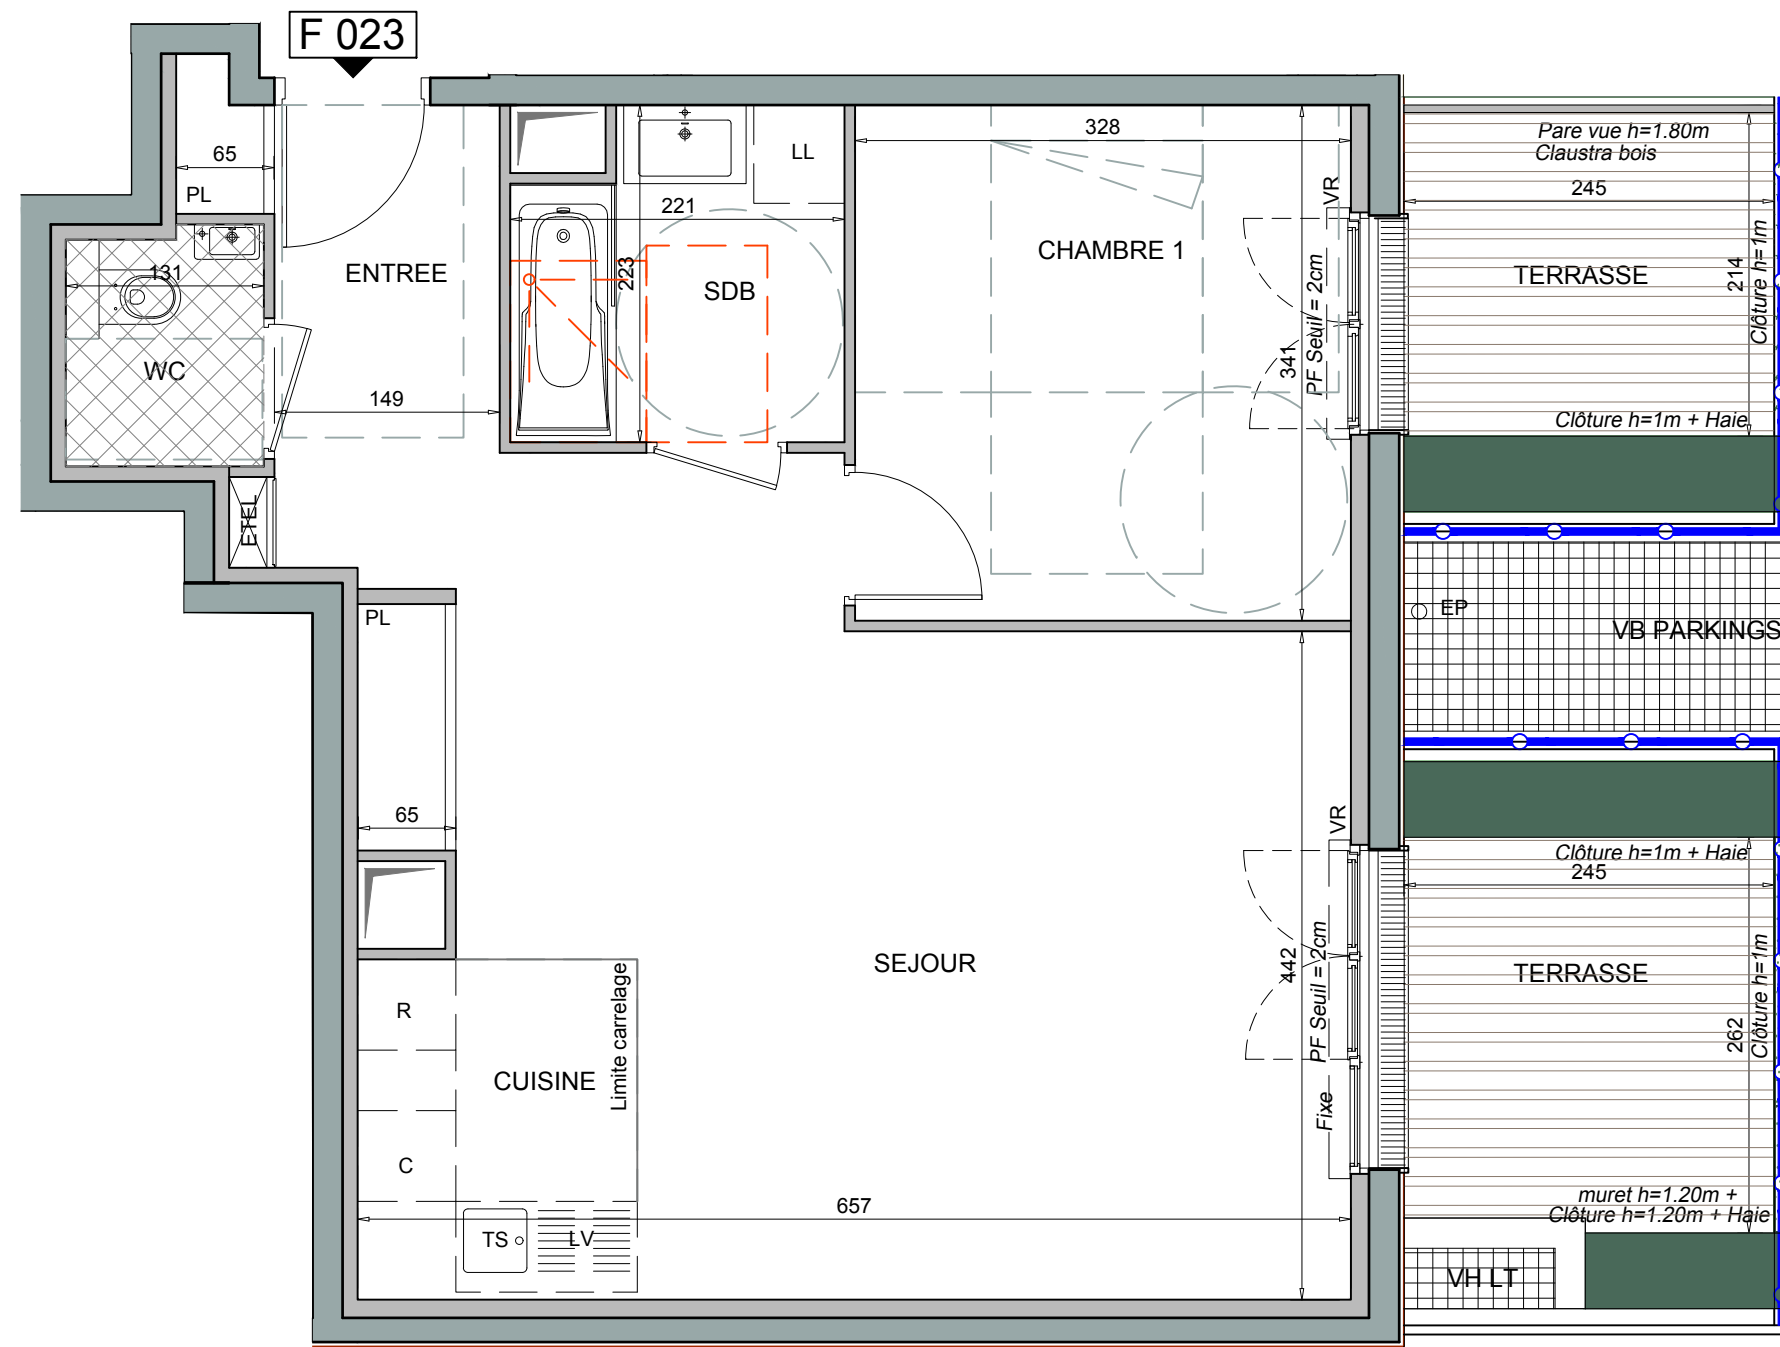 F 023
65
PL
131
WC
ENTREE
149
ETEL
221
223
LL
SDB
328
CHAMBRE 1
341
VR
PF Seuil = 2cm
Pare vue h=1.80m
Claustra bois
245
TERRASSE
214
Clôture h=1m
Clôture h=1m + Haie
EP
VB PARKINGS
PL
65
R
C
CUISINE
Limite carrelage
TS
LV
SEJOUR
657
442
VR
PF Seuil = 2cm
Fixe
Clôture h=1m + Haie
245
TERRASSE
262
Clôture h=1m
muret h=1.20m +
Clôture h=1.20m + Haie
VH LT